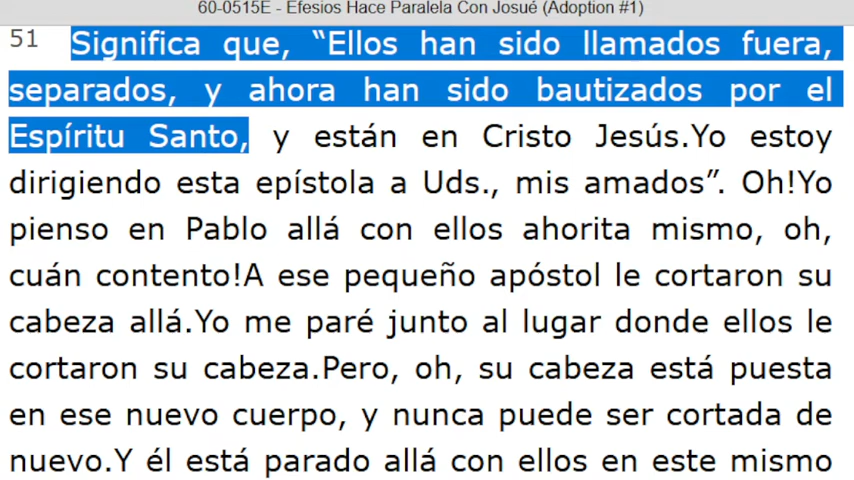 60-0515E - Efesios Hace Paralela Con Josué (Adoption #1)
51 Significa que, “Ellos han sido llamados fuera,
separados, y ahora han sido bautizados por el
Espíritu Santo, y están en Cristo Jesús.Yo estoy
dirigiendo esta epístola a Uds., mis amados”. Oh!Yo
pienso en Pablo allá con ellos ahorita mismo, oh,
cuán contento!A ese pequeño apóstol le cortaron su
cabeza allá.Yo me paré junto al lugar donde ellos le
cortaron su cabeza.Pero, oh, su cabeza está puesta
en ese nuevo cuerpo, y nunca puede ser cortada de
nuevo.Y él está parado allá con ellos en este mismo